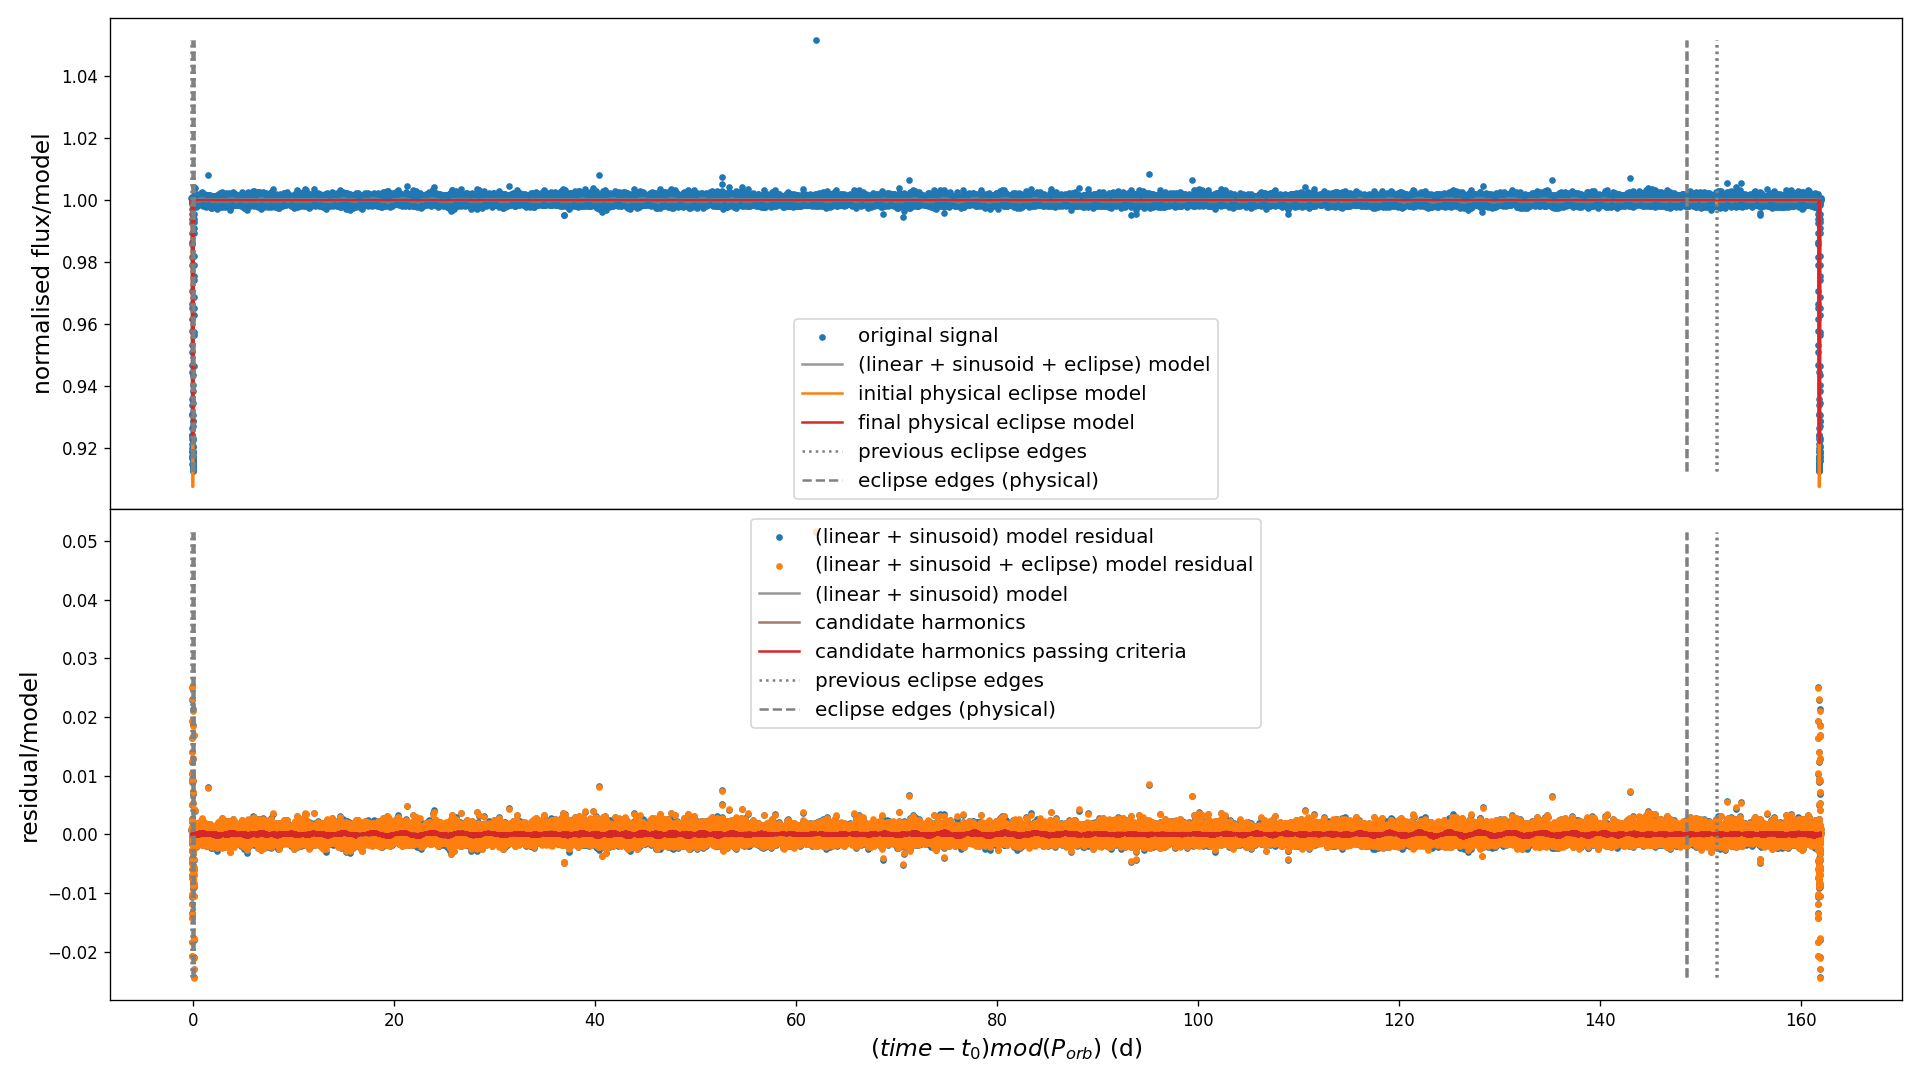 normalised flux/model
1.04
1.02
1.00
0.98
0.96
0.94
0.92
original signal
(linear + sinusoid + eclipse) model
initial physical eclipse model
final physical eclipse model
previous eclipse edges
eclipse edges (physical)
residual/model
0.05
0.04
0.03
0.02
0.01
0.00
−0.01
−0.02
(linear + sinusoid) model residual
(linear + sinusoid + eclipse) model residual
(linear + sinusoid) model
candidate harmonics
candidate harmonics passing criteria
previous eclipse edges
eclipse edges (physical)
0 20 40 60 80 100 120 140 160
(time − t₀)mod(Pₒᵣb) (d)